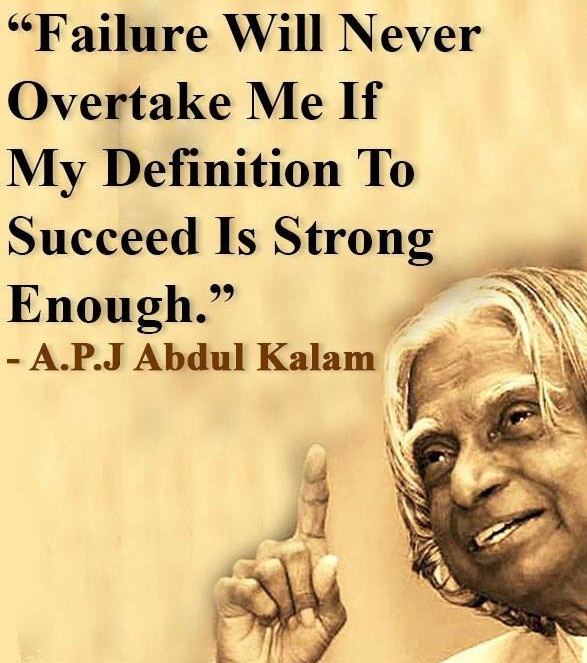 “Failure Will Never
Overtake Me If
My Definition To
Succeed Is Strong
Enough.”
- A.P.J Abdul Kalam